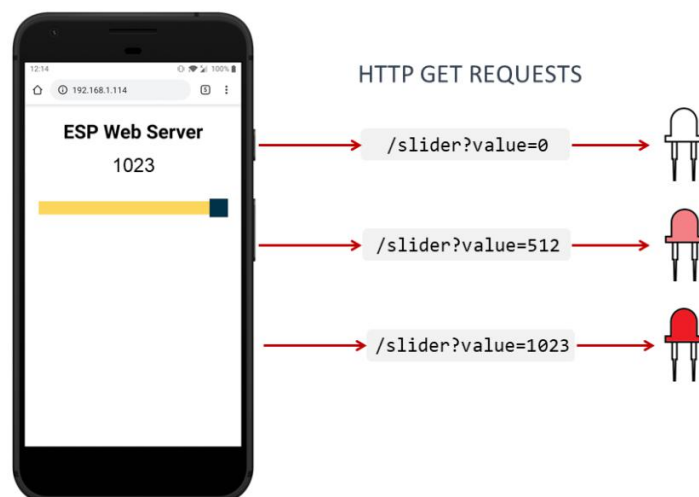 12:14
100%
192.168.1.114
5
ESP Web Server
1023
HTTP GET REQUESTS
/slider?value=0
/slider?value=512
/slider?value=1023